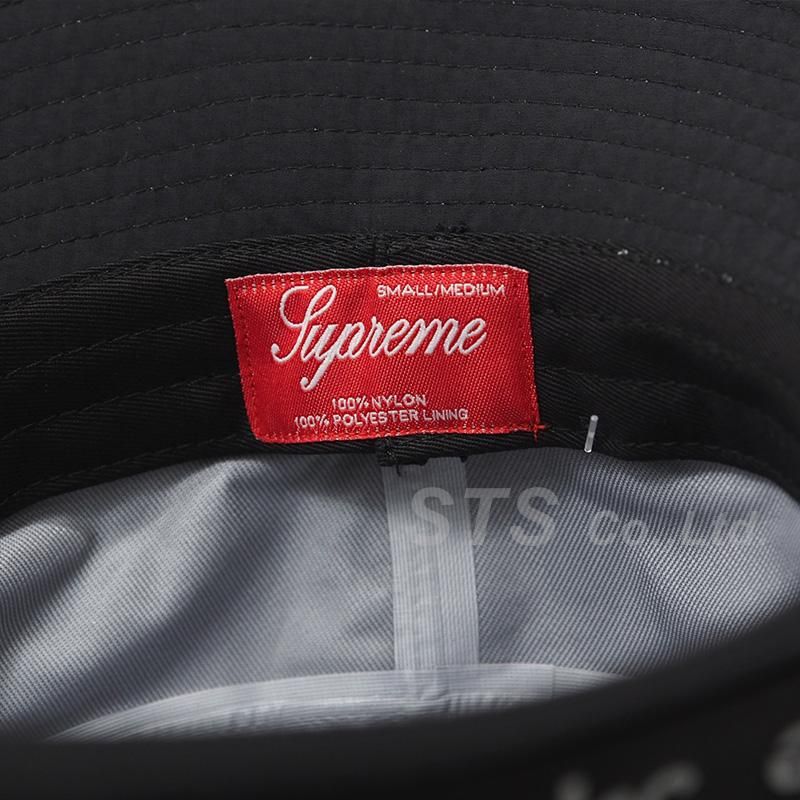 SMALL/MEDIUM
Supreme
100% NYLON
100% POLYESTER LINING
STS Co. Ltd